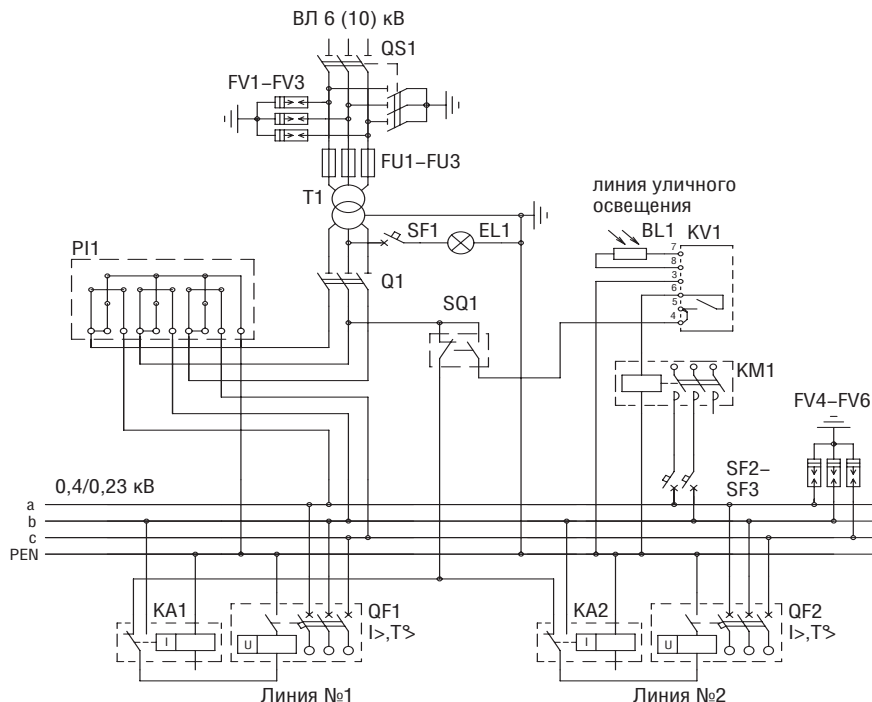 ВЛ 6 (10) кВ
QS1
FV1–FV3
FU1–FU3
T1
линия уличного
освещения
SF1
EL1
BL1
KV1
7
8
3
6
5
4
PI1
Q1
SQ1
KM1
FV4–FV6
SF2–
SF3
0,4/0,23 кВ
a
b
c
PEN
KA1
I
U
QF1
I>,T°>
KA2
I
U
QF2
I>,T°>
Линия №1
Линия №2